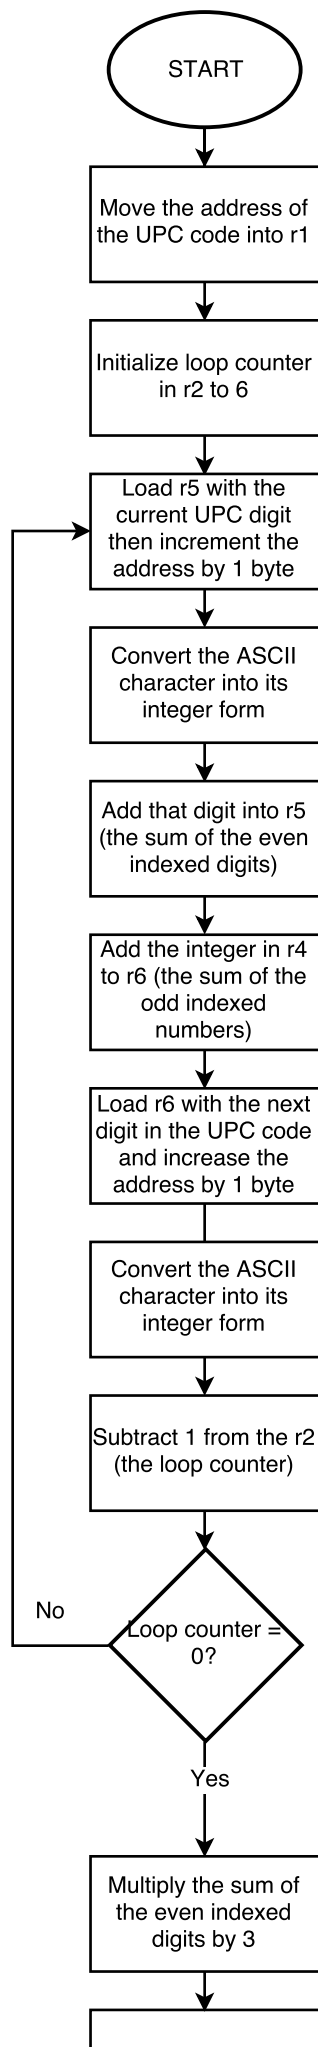 START
Move the address of
the UPC code into r1
Initialize loop counter
in r2 to 6
Load r5 with the
current UPC digit
then increment the
address by 1 byte
Convert the ASCII
character into its
integer form
Add that digit into r5
(the sum of the even
indexed digits)
Add the integer in r4
to r6 (the sum of the
odd indexed
numbers)
Load r6 with the next
digit in the UPC code
and increase the
address by 1 byte
Convert the ASCII
character into its
integer form
Subtract 1 from the r2
(the loop counter)
No
Loop counter =
0?
Yes
Multiply the sum of
the even indexed
digits by 3